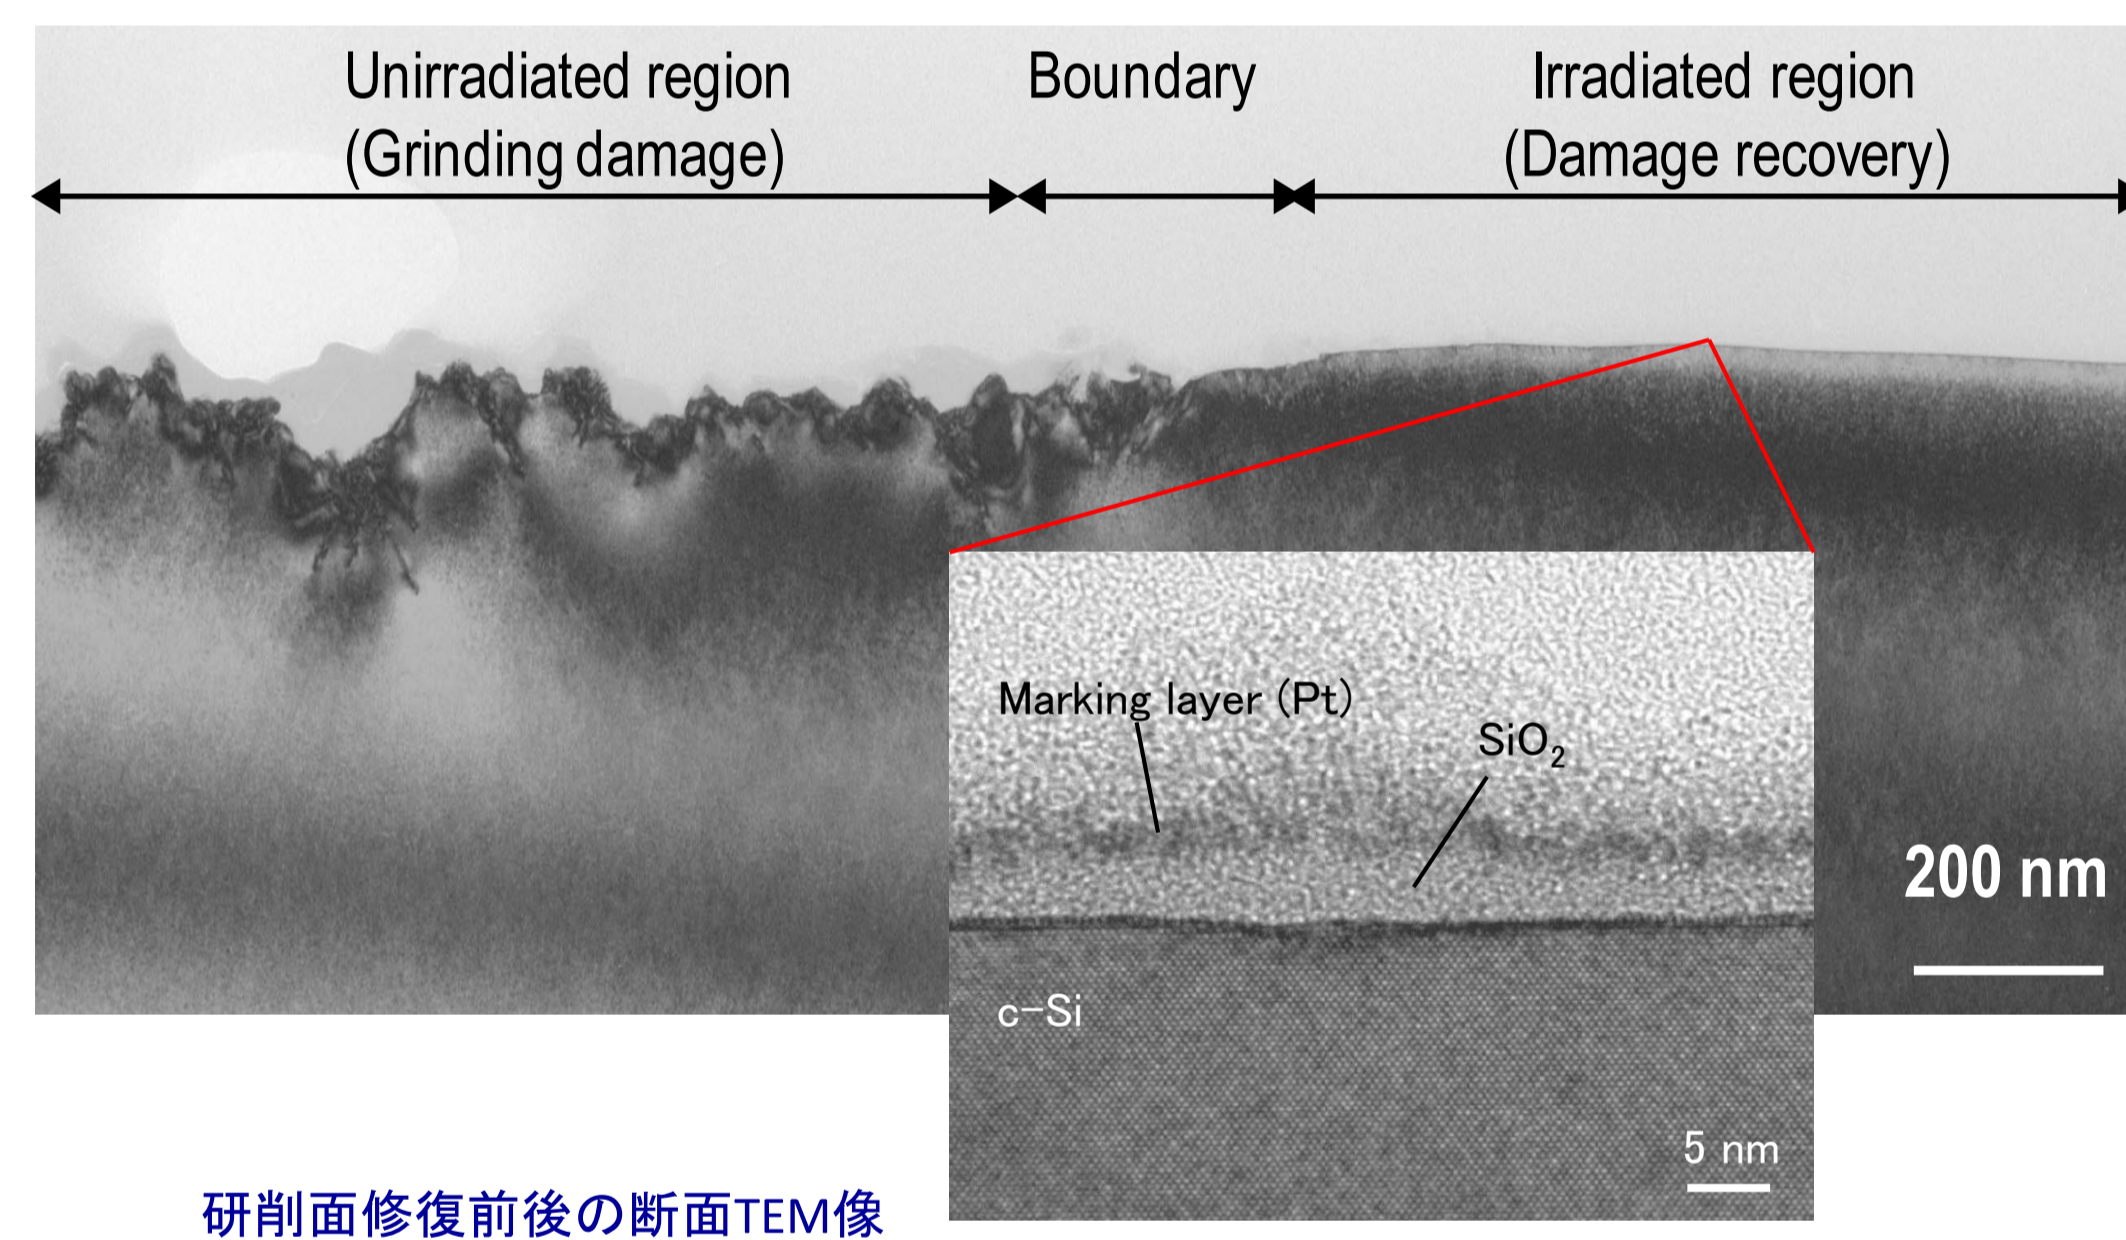 Unirradiated region
(Grinding damage)
Boundary
Irradiated region
(Damage recovery)
Marking layer (Pt)
SiO₂
200 nm
c-Si
5 nm
研削面修復前後の断面TEM像